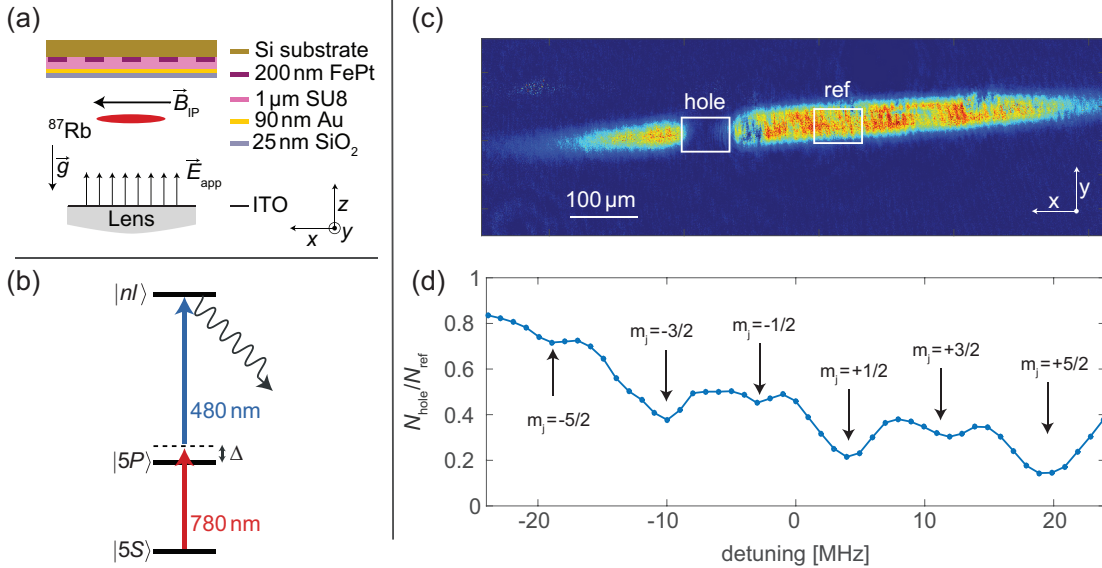 (a)
Si substrate
200 nm FePt
1 μm SU8
90 nm Au
25 nm SiO₂
B⃗_IP
⁸⁷Rb
g⃗
E⃗_app
ITO
Lens
z
x
y
(b)
|nl⟩
480 nm
Δ
|5P⟩
780 nm
|5S⟩
(c)
hole
ref
100 μm
x
y
(d)
N_hole/N_ref
1
0.8
0.6
0.4
0.2
0
m_j=-5/2
m_j=-3/2
m_j=-1/2
m_j=+1/2
m_j=+3/2
m_j=+5/2
-20
-10
0
10
20
detuning [MHz]